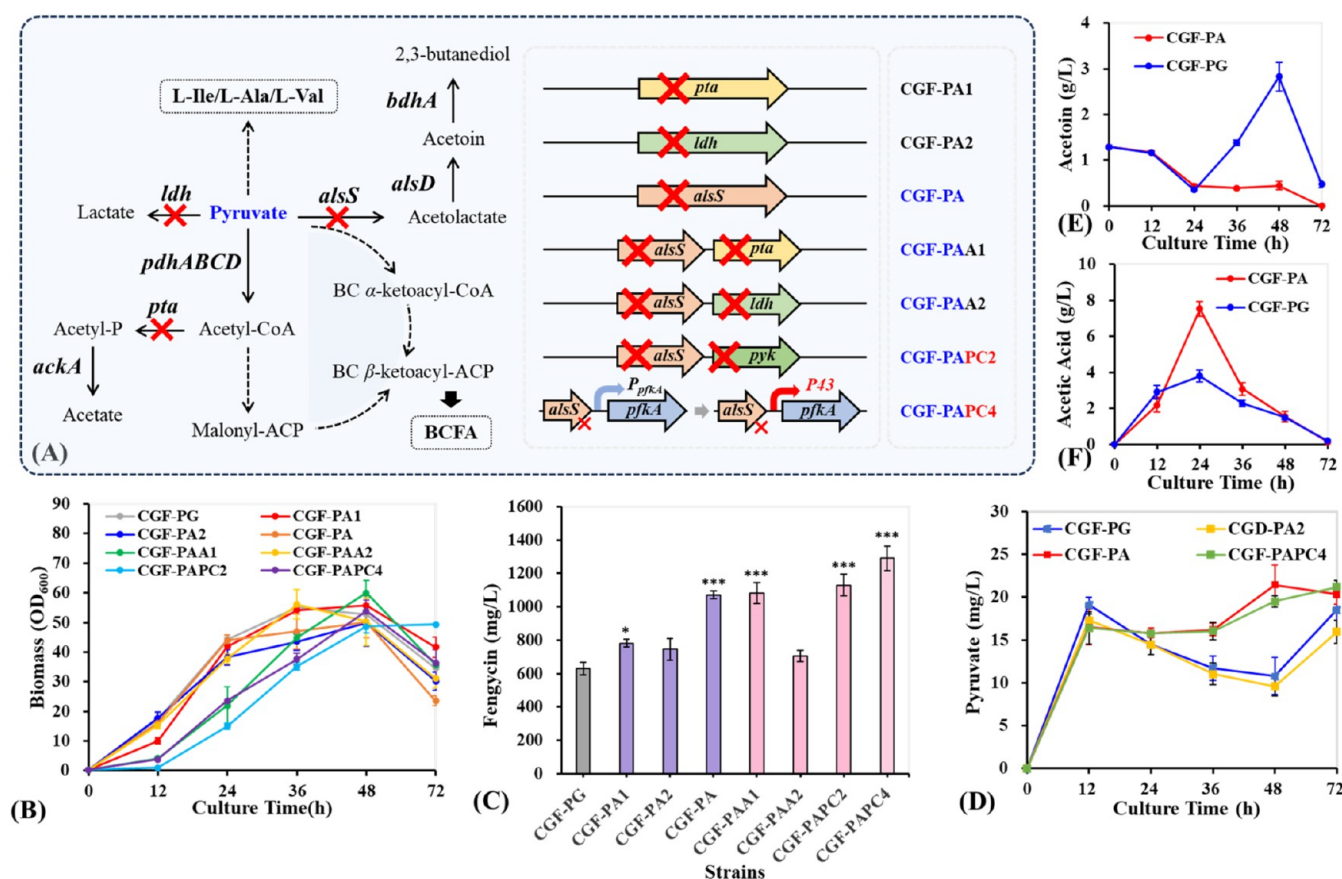 2,3-butanediol
L-Ile/L-Ala/L-Val
bdhA
Acetoin
ldh
alsS
alsD
Lactate
Pyruvate
Acetolactate
pdhABCD
BC α-ketoacyl-CoA
pta
Acetyl-P
Acetyl-CoA
ackA
BC β-ketoacyl-ACP
Acetate
Malonyl-ACP
BCFA
(A)
pta
CGF-PA1
ldh
CGF-PA2
alsS
CGF-PA
alsS pta
CGF-PAA1
alsS ldh
CGF-PAA2
alsS pyk
CGF-PAPC2
PpfkA
P43
alsS pfkA alsS pfkA
CGF-PAPC4
Acetoin (g/L)
4
3
2
1
0
CGF-PA
CGF-PG
0 12 24 36 48 72
(E)
Culture Time (h)
Acetic Acid (g/L)
10
8
6
4
2
0
CGF-PA
CGF-PG
0 12 24 36 48 72
(F)
Culture Time (h)
Biomass (OD600)
90
80
70
60
50
40
30
20
10
0
CGF-PG CGF-PA1
CGF-PA2 CGF-PA
CGF-PAA1 CGF-PAA2
CGF-PAPC2 CGF-PAPC4
0 12 24 36 48 72
(B)
Culture Time(h)
Fengycin (mg/L)
1600
1400
1200
1000
800
600
400
200
0
*
***
***
***
***
CGF-PG
CGF-PA1
CGF-PA2
CGF-PA
CGF-PAA1
CGF-PAA2
CGF-PAPC2
CGF-PAPC4
(C)
Strains
Pyruvate (mg/L)
30
25
20
15
10
5
0
CGF-PG CGD-PA2
CGF-PA CGF-PAPC4
0 12 24 36 48 72
(D)
Culture Time (h)